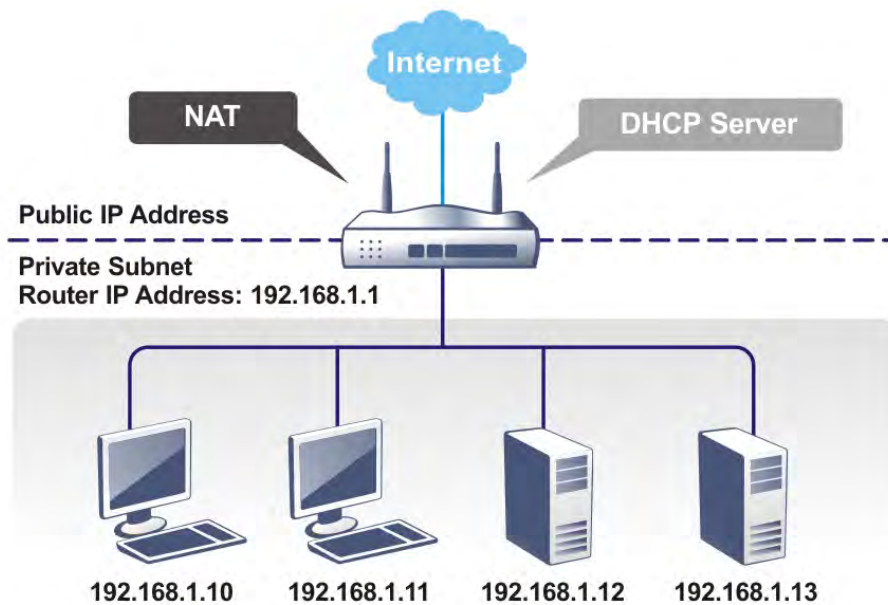 Internet
NAT
DHCP Server
Public IP Address
Private Subnet
Router IP Address: 192.168.1.1
192.168.1.10
192.168.1.11
192.168.1.12
192.168.1.13